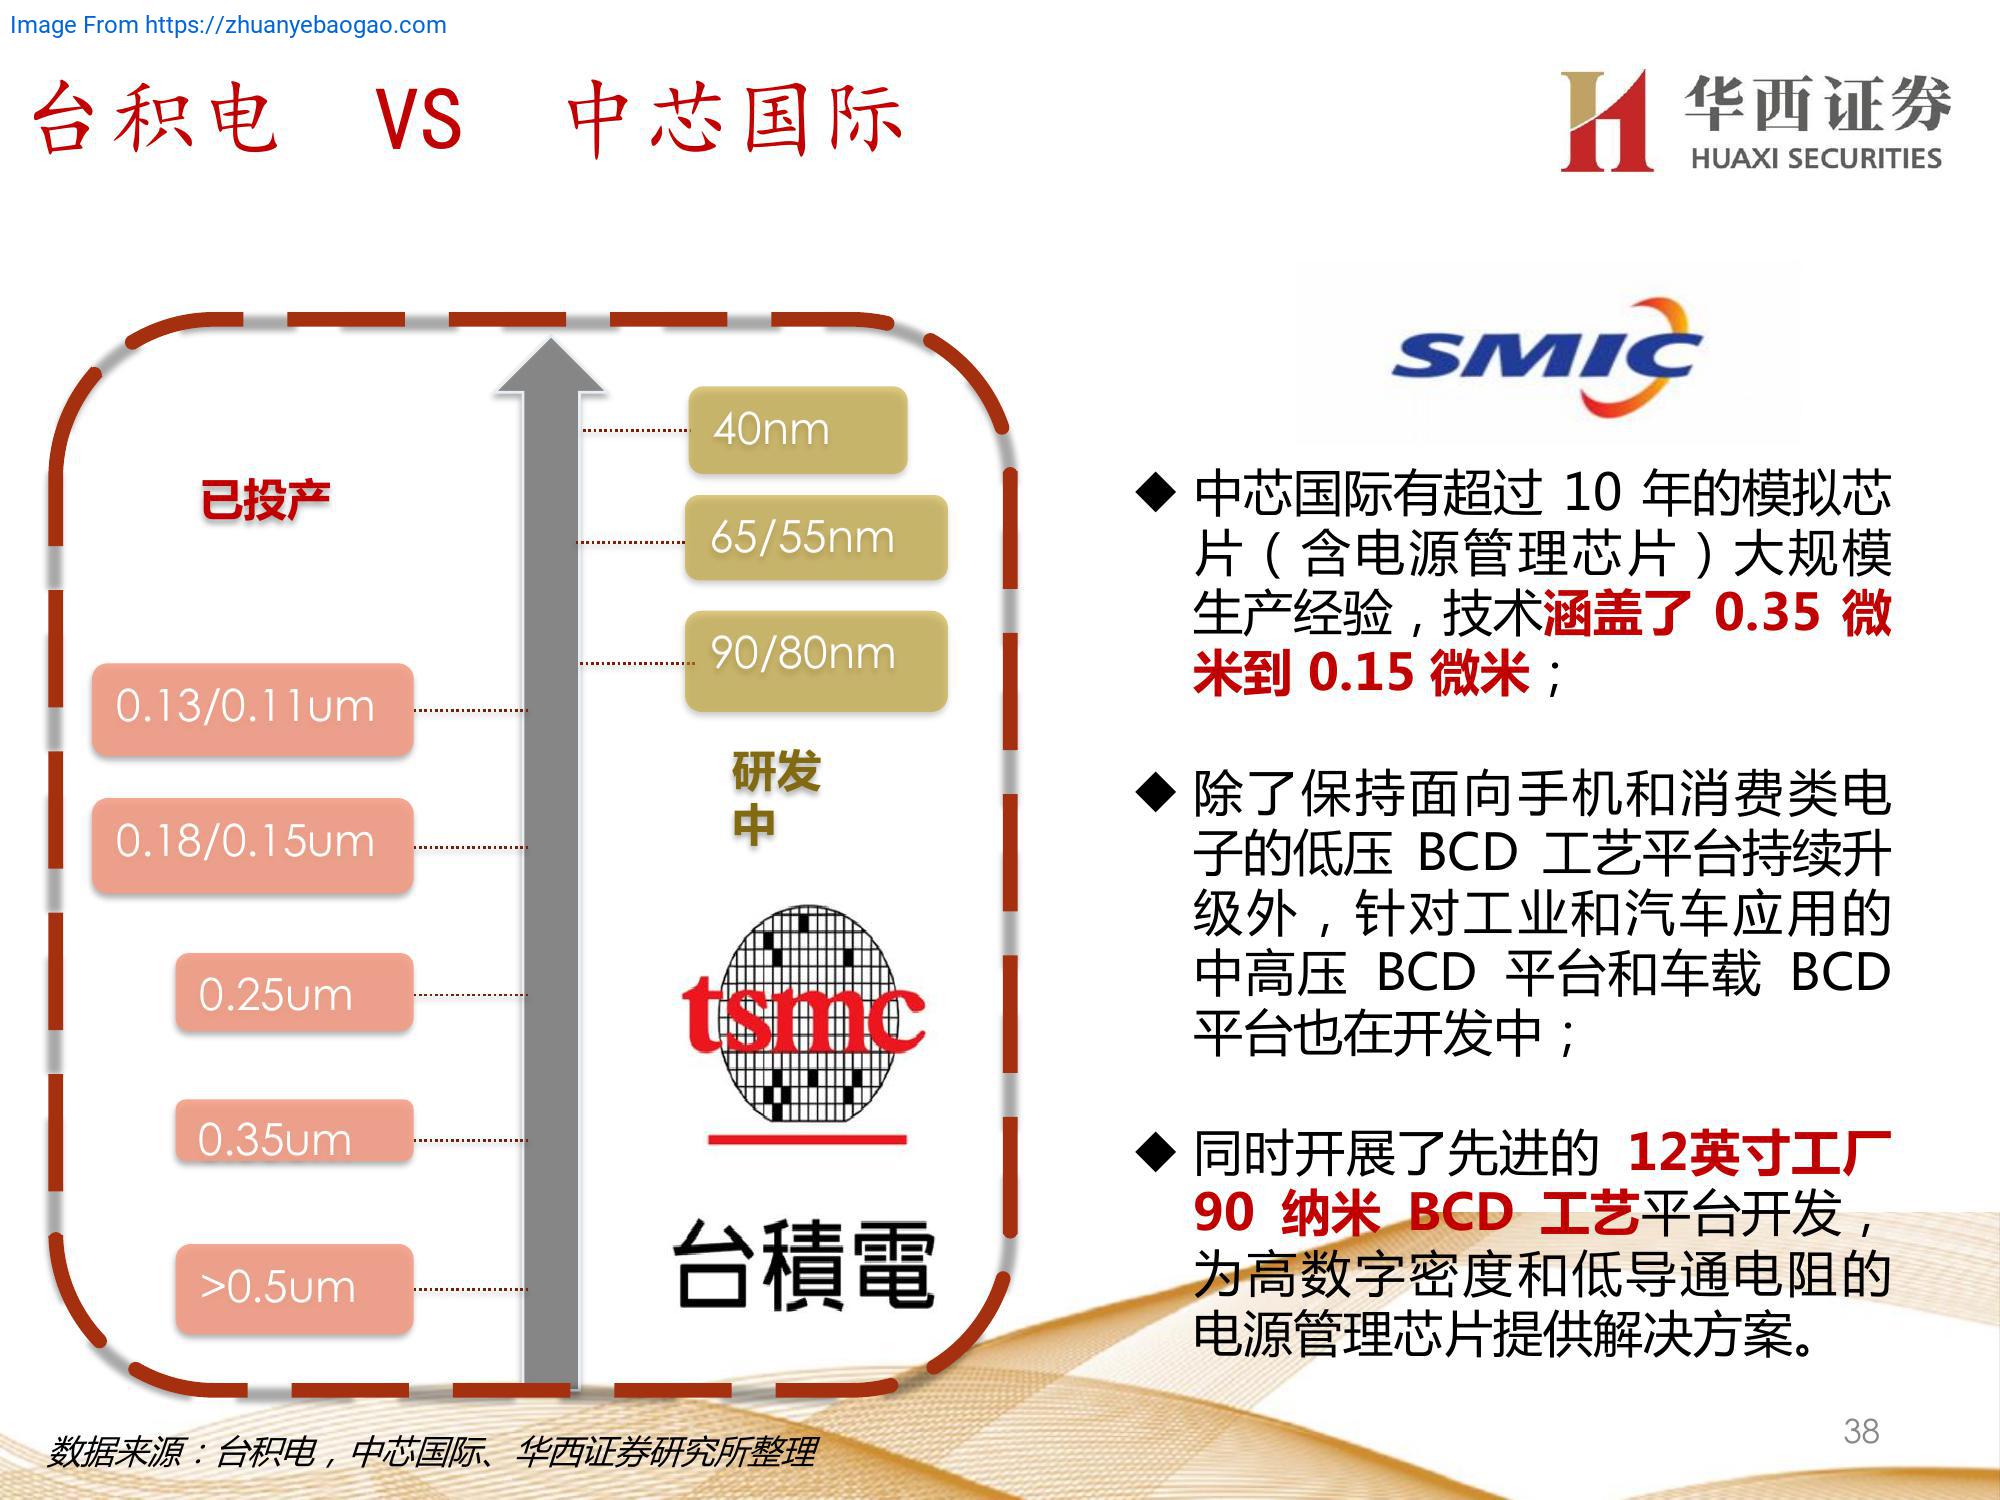 Image From https://zhuanyebaogao.com
台积电 VS 中芯国际
华西证券
HUAXI SECURITIES
已投产
40nm
65/55nm
90/80nm
研发
中
0.13/0.11um
0.18/0.15um
0.25um
0.35um
>0.5um
tsmc
台積電
SMIC
◆ 中芯国际有超过 10 年的模拟芯
片（含电源管理芯片）大规模
生产经验，技术涵盖了 0.35 微
米到 0.15 微米；
◆ 除了保持面向手机和消费类电
子的低压 BCD 工艺平台持续升
级外，针对工业和汽车应用的
中高压 BCD 平台和车载 BCD
平台也在开发中；
◆ 同时开展了先进的 12英寸工厂
90 纳米 BCD 工艺平台开发，
为高数字密度和低导通电阻的
电源管理芯片提供解决方案。
数据来源：台积电，中芯国际、华西证券研究所整理
38